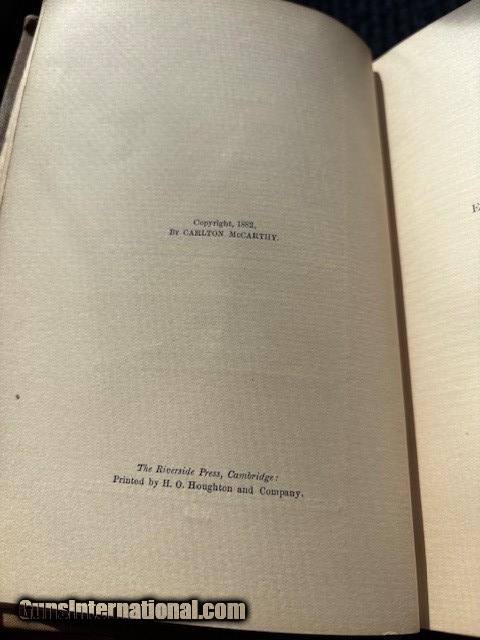 Copyright, 1882,
By CARLTON McCARTHY.
E
The Riverside Press, Cambridge:
Printed by H. O. Houghton and Company.
GunsInternational.com